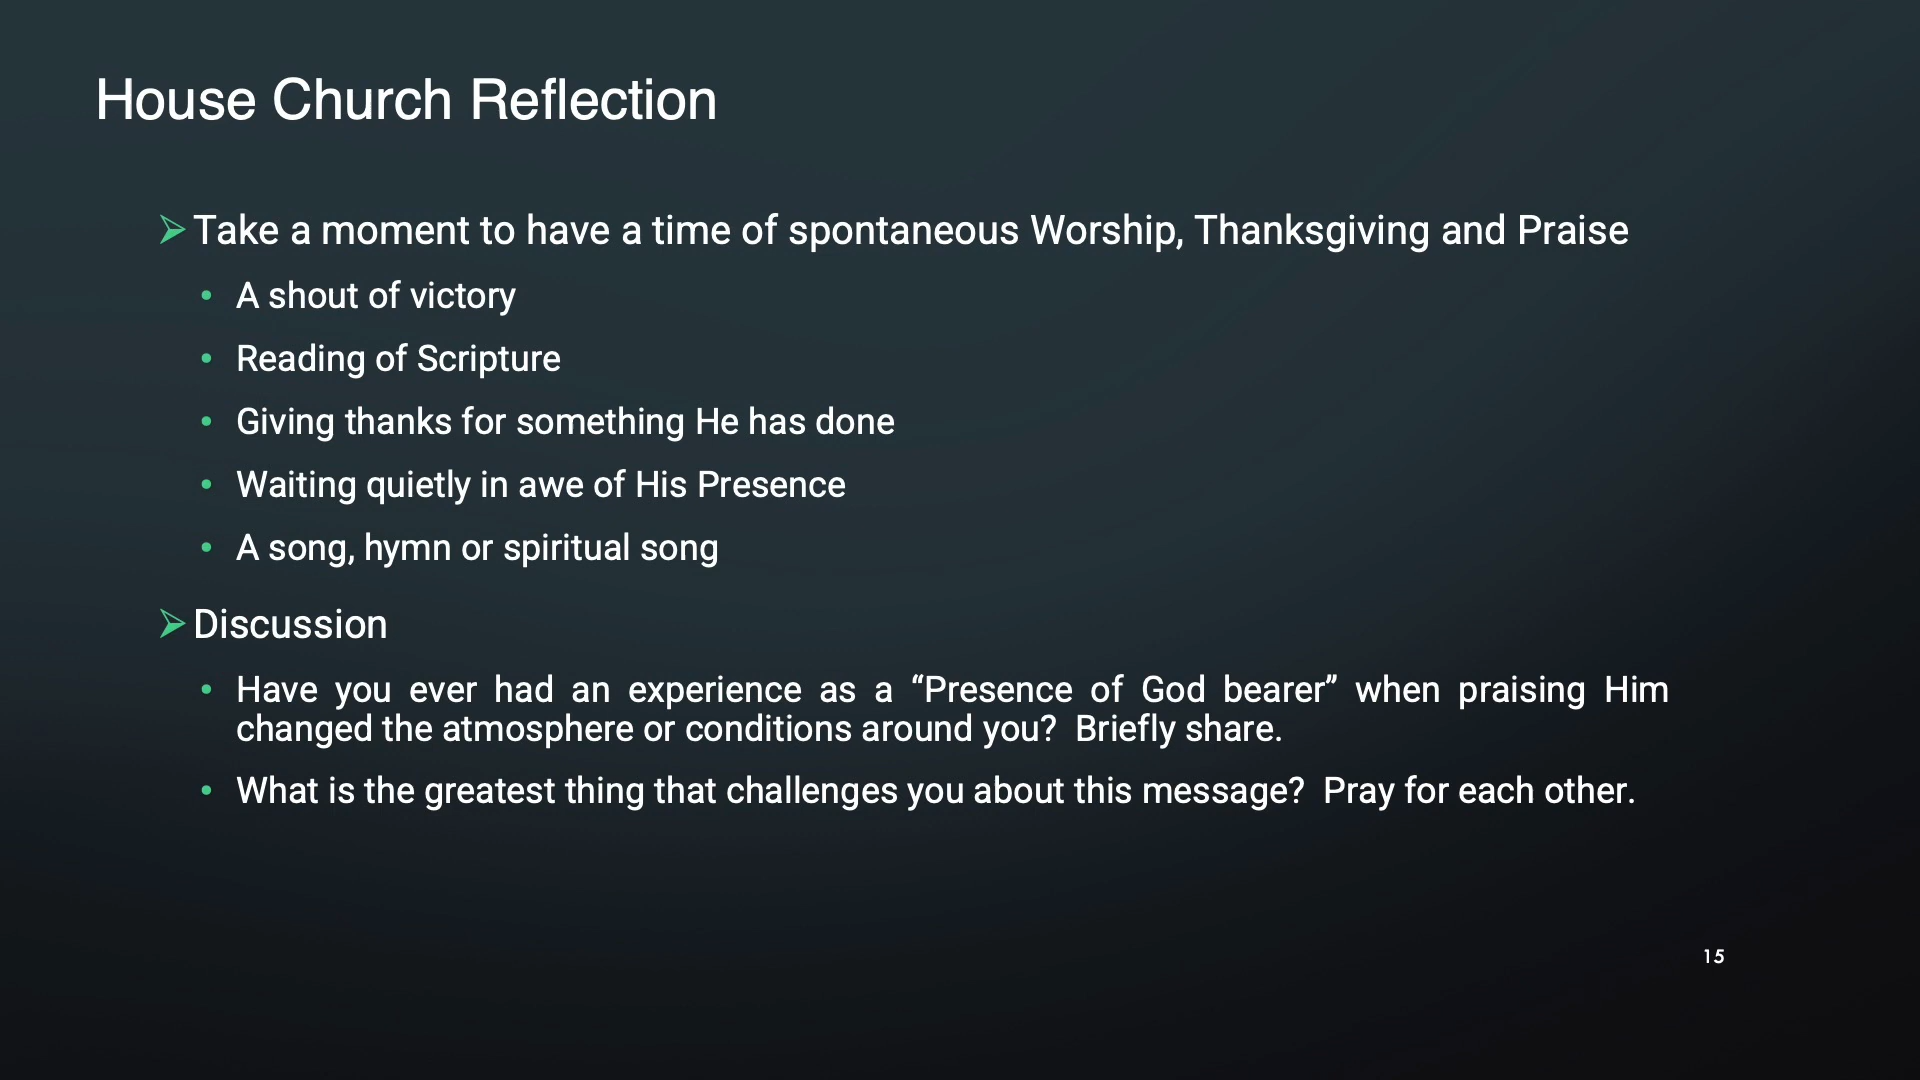 House Church Reflection
Take a moment to have a time of spontaneous Worship, Thanksgiving and Praise
A shout of victory
Reading of Scripture
Giving thanks for something He has done
Waiting quietly in awe of His Presence
A song, hymn or spiritual song
Discussion
Have you ever had an experience as a “Presence of God bearer” when praising Him
changed the atmosphere or conditions around you?  Briefly share.
What is the greatest thing that challenges you about this message?  Pray for each other.
15